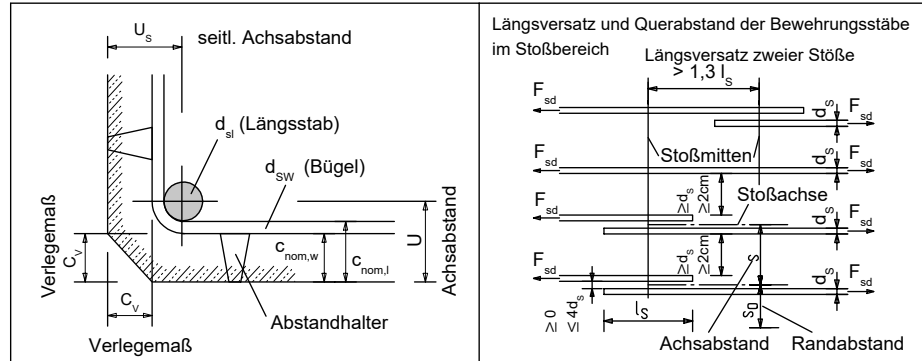 U_S
seitl. Achsabstand
d_sl (Längsstab)
d_SW (Bügel)
Verlegemaß
C_V
c_nom,w
c_nom,l
U
Achsabstand
C_V
Abstandhalter
Verlegemaß
Längsversatz und Querabstand der Bewehrungsstäbe
im Stoßbereich
Längsversatz zweier Stöße
> 1,3 l_S
F_sd
d_s
F_sd
Stoßmitten
F_sd
d_s
F_sd
≥d_s
≥2cm
Stoßachse
F_sd
d_s
F_sd
≥d_s
≥2cm
s
F_sd
d_s
F_sd
≥0
≤4d_s
l_S
s_0
Achsabstand
Randabstand